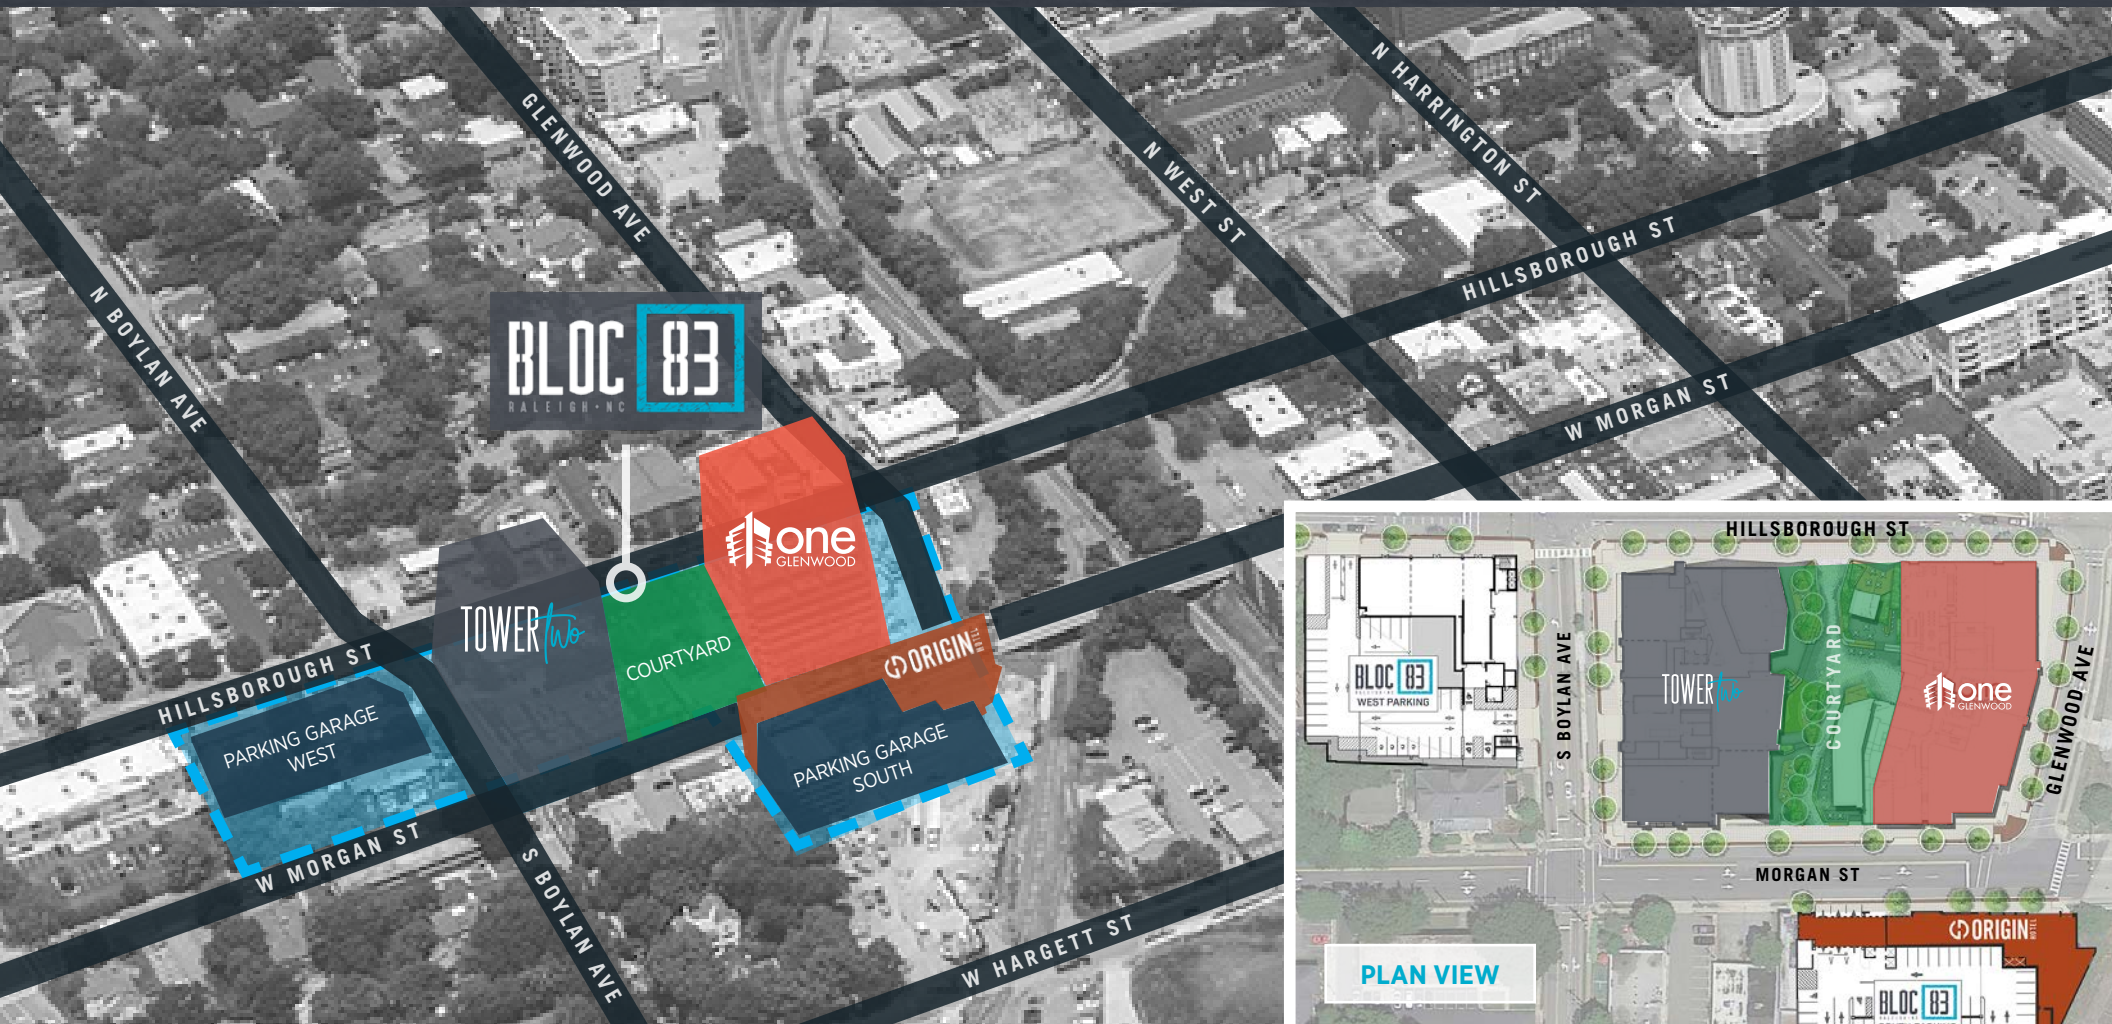 GLENWOOD AVE
N WEST ST
N HARRINGTON ST
HILLSBOROUGH ST
W MORGAN ST
N BOYLAN AVE
BLOC 83
RALEIGH • NC
one
GLENWOOD
TOWER two
COURTYARD
ORIGIN
HOTEL
HILLSBOROUGH ST
PARKING GARAGE
WEST
PARKING GARAGE
SOUTH
W MORGAN ST
S BOYLAN AVE
W HARGETT ST
HILLSBOROUGH ST
BLOC 83
WEST PARKING
S BOYLAN AVE
TOWER two
COURTYARD
one
GLENWOOD
GLENWOOD AVE
MORGAN ST
ORIGIN
HOTEL
PLAN VIEW
BLOC 83